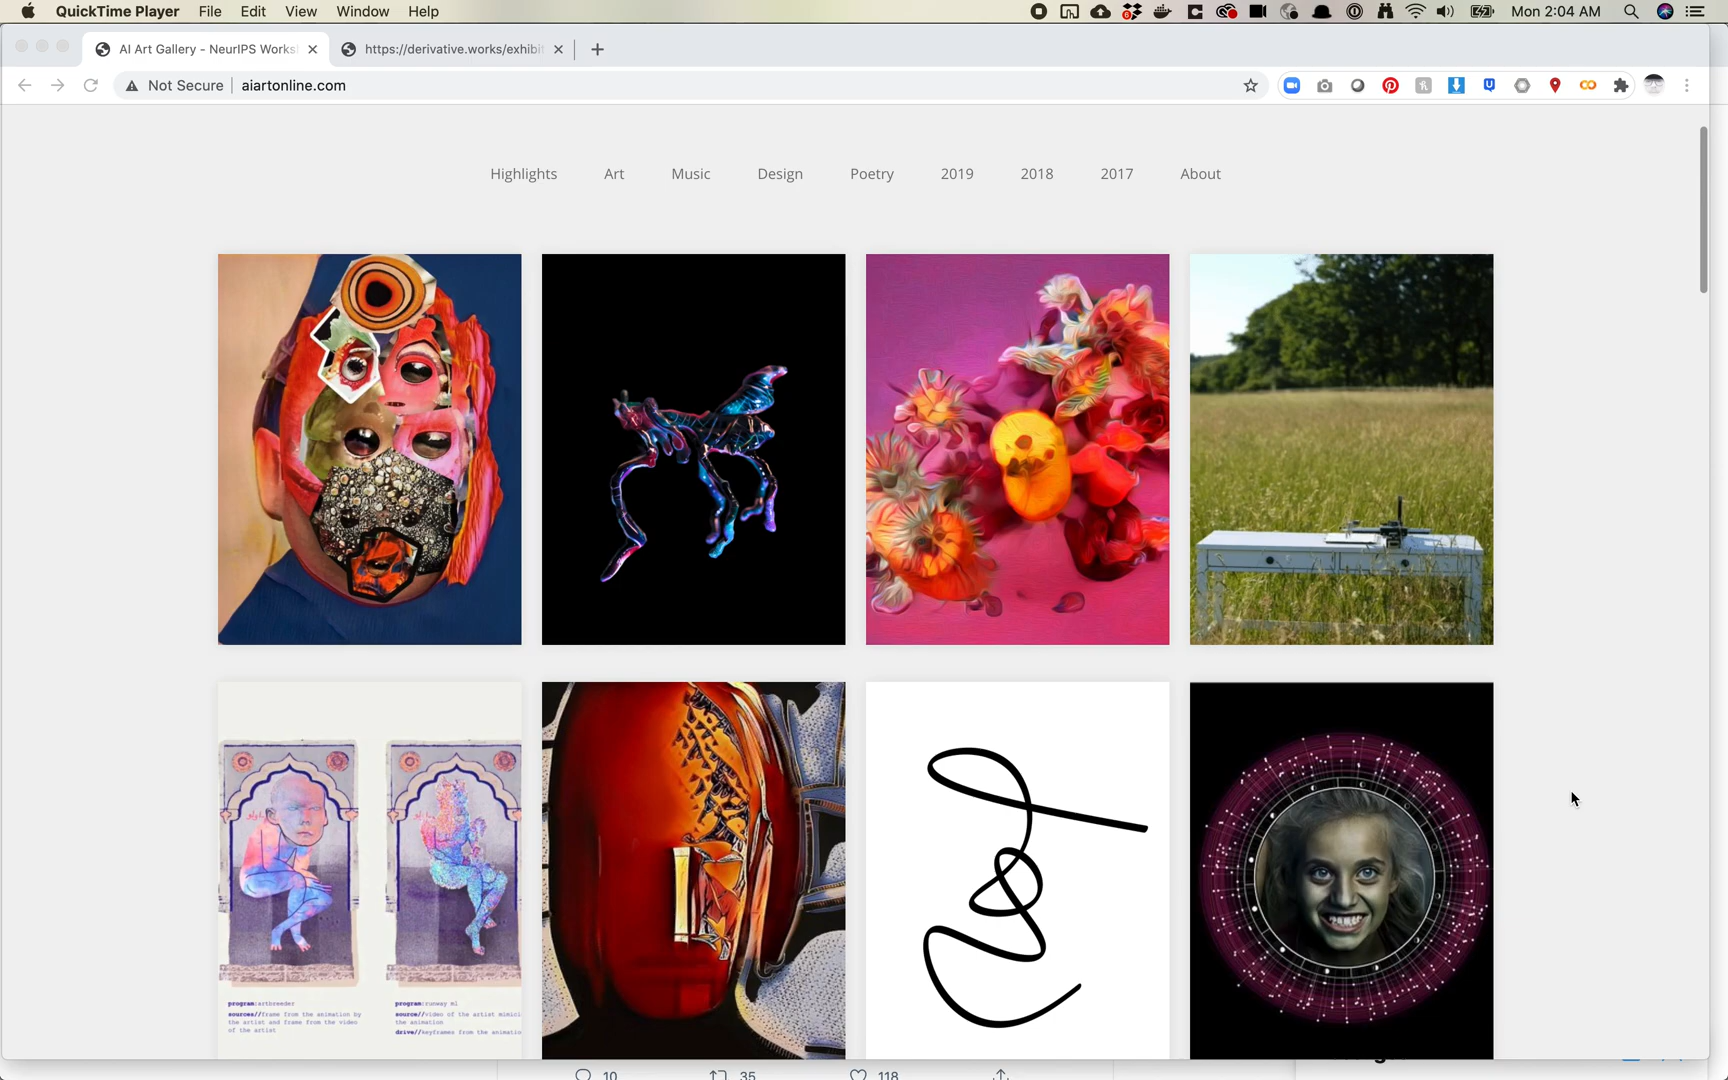 QuickTime Player File Edit View Window Help Mon 2:04 AM
AI Art Gallery - NeurIPS Works https://derivative.works/exhibit
Not Secure aiartonline.com
Highlights Art Music Design Poetry 2019 2018 2017 About
program:artbreeder
sources//frame from the animation by
the artist and frame from the video
of the artist
program:runway ml
source//video of the artist mimici
the animation
drive//keyframes from the animatio
10 35 118